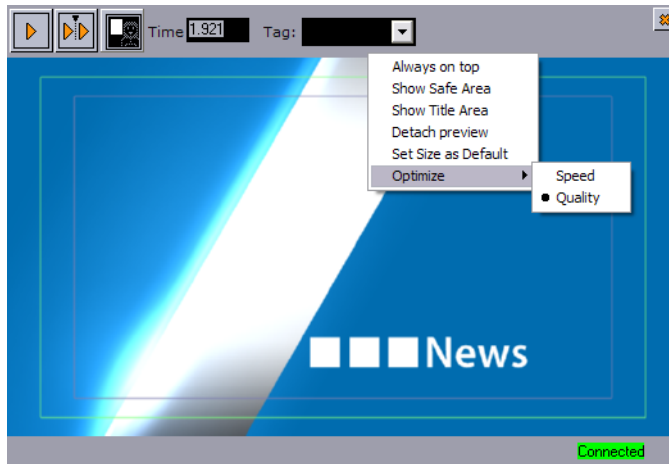 Time 1.921 Tag:
Always on top
Show Safe Area
Show Title Area
Detach preview
Set Size as Default
Optimize
Speed
Quality
News
Connected